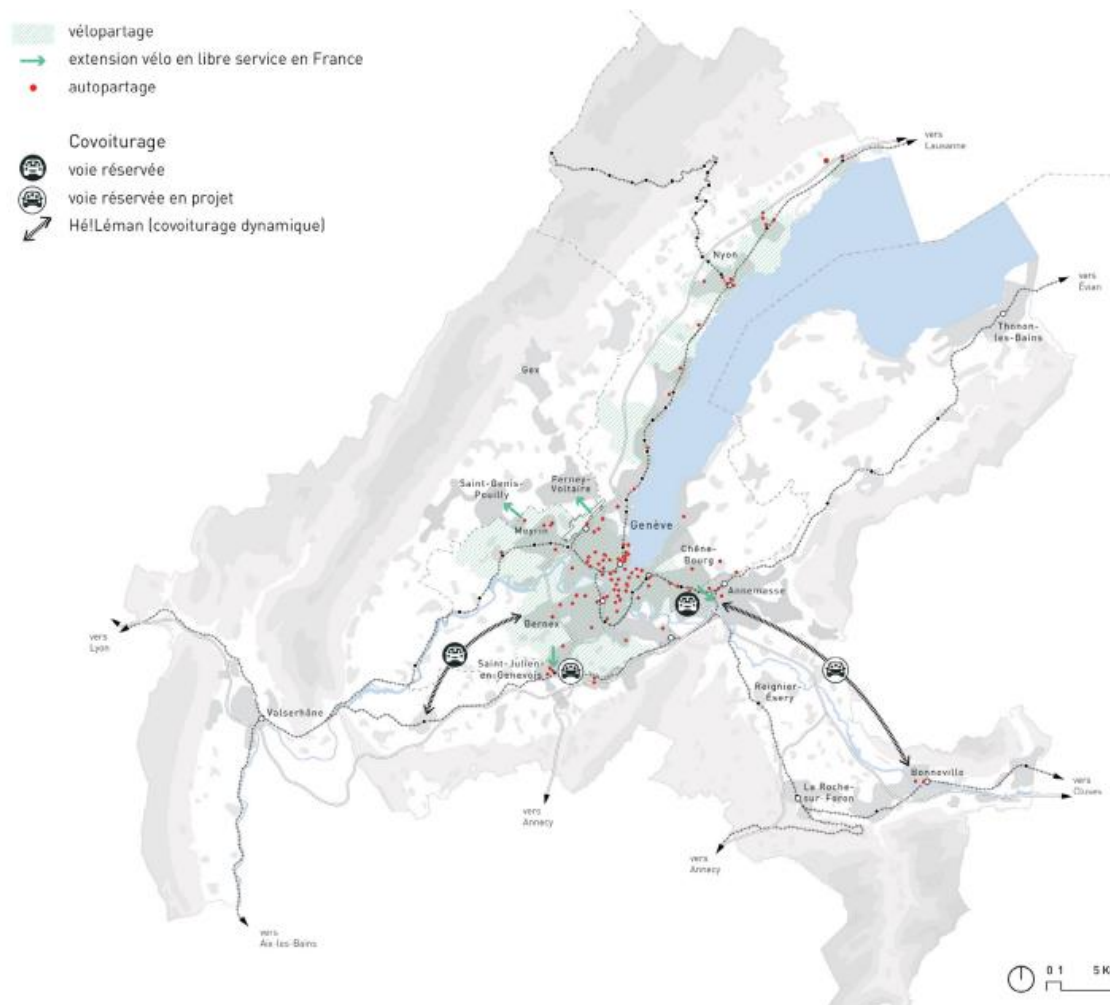 vélopartage
extension vélo en libre service en France
autopartage
Covoiturage
voie réservée
voie réservée en projet
Hé!Léman (covoiturage dynamique)
vers
Lausanne
Nyon
vers
Évian
Thonon-
les-Bains
Gex
Saint-Genis-
Pouilly
Ferney-
Voltaire
Meyrin
Genève
Chêne-
Bourg
Annemasse
Bernex
vers
Lyon
Saint-Julien-
en-Genevois
Valserhône
Reignier-
Ésery
Bonneville
La Roche-
sur-Foron
vers
Cluses
vers
Annecy
vers
Annecy
vers
Aix-les-Bains
0 1 5 K